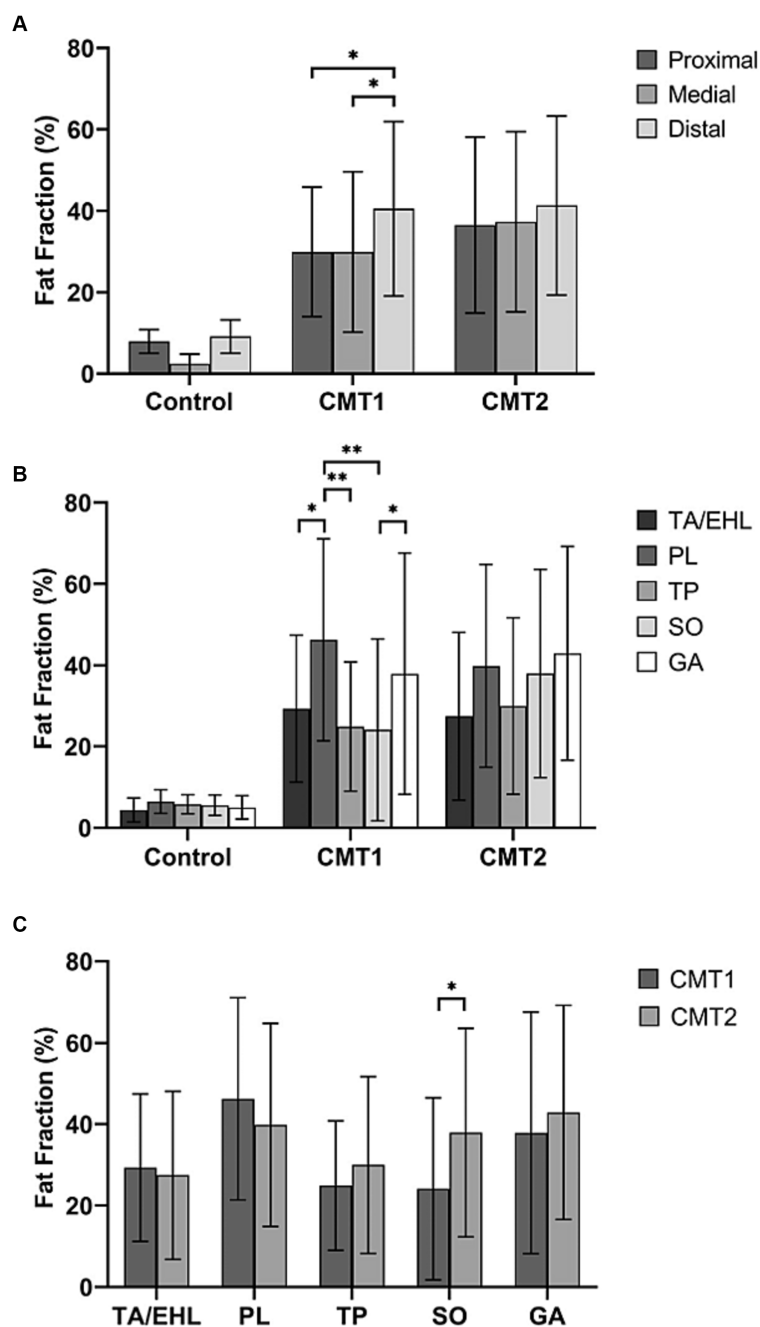 A
80
60
40
20
0
Fat Fraction (%)
* 
*
Control
CMT1
CMT2
Proximal
Medial
Distal
B
80
60
40
20
0
Fat Fraction (%)
**
**
*
*
Control
CMT1
CMT2
TA/EHL
PL
TP
SO
GA
C
80
60
40
20
0
Fat Fraction (%)
*
TA/EHL
PL
TP
SO
GA
CMT1
CMT2